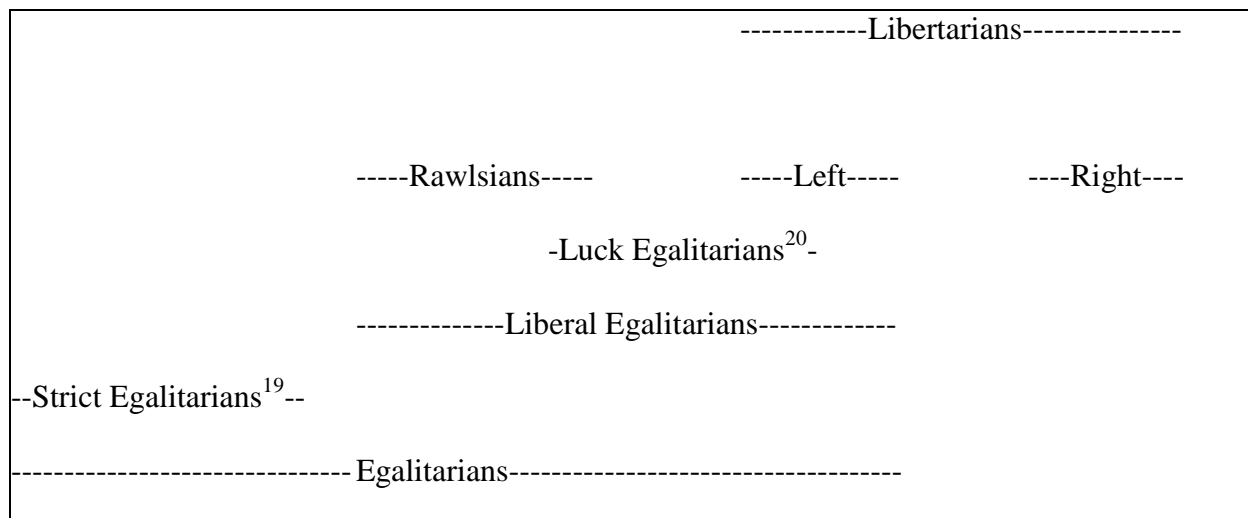 ------------Libertarians---------------
-----Rawlsians----- -----Left----- ----Right----
-Luck Egalitarians20-
--------------Liberal Egalitarians-------------
--Strict Egalitarians19--
--------------------------------Egalitarians-------------------------------------